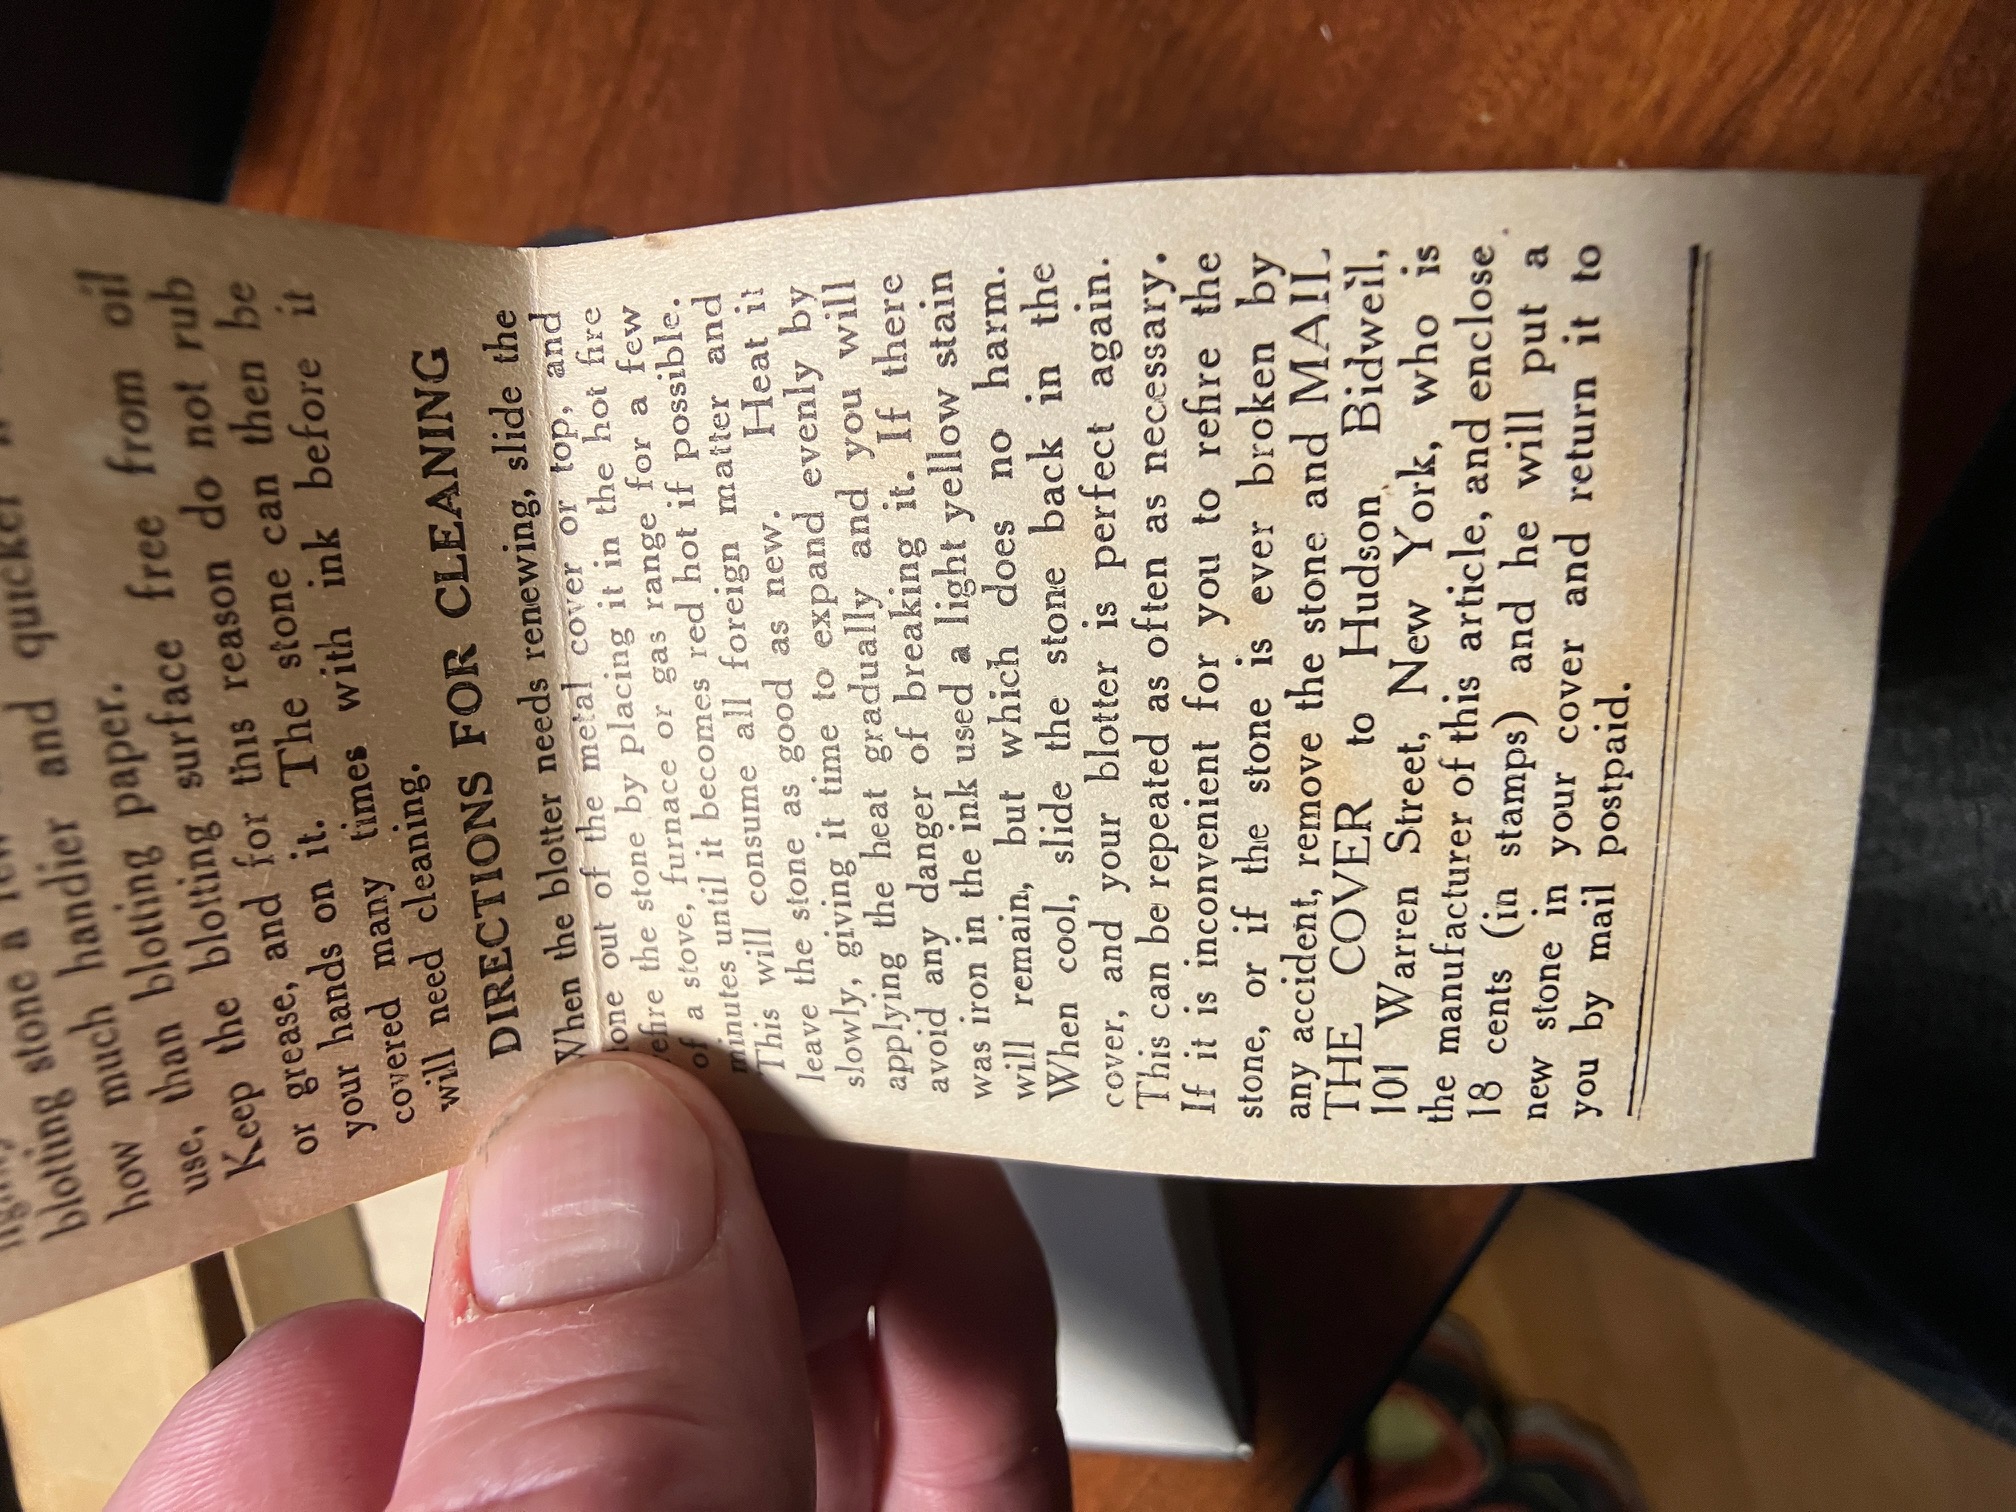 blotting stone a few
how much handier and quicker
use, than blotting paper.
Keep the blotting surface free from oil
or grease, and for this reason do not rub
your hands on it. The stone can then be
covered many times with ink before it
will need cleaning.
DIRECTIONS FOR CLEANING
When the blotter needs renewing, slide the
out of the metal cover or top, and
the stone by placing it in the hot fire
of a stove, furnace or gas range for a few
minutes until it becomes red hot if possible.
This will consume all foreign matter and
leave the stone as good as new. Heat it
slowly, giving it time to expand evenly by
applying the heat gradually and you will
avoid any danger of breaking it. If there
was iron in the ink used a light yellow stain
will remain, but which does no harm.
When cool, slide the stone back in the
cover, and your blotter is perfect again.
This can be repeated as often as necessary.
If it is inconvenient for you to refire the
stone, or if the stone is ever broken by
any accident, remove the stone and MAIL
THE COVER to Hudson Bidwell,
101 Warren Street, New York, who is
the manufacturer of this article, and enclose
18 cents (in stamps) and he will put a
new stone in your cover and return it to
you by mail postpaid.